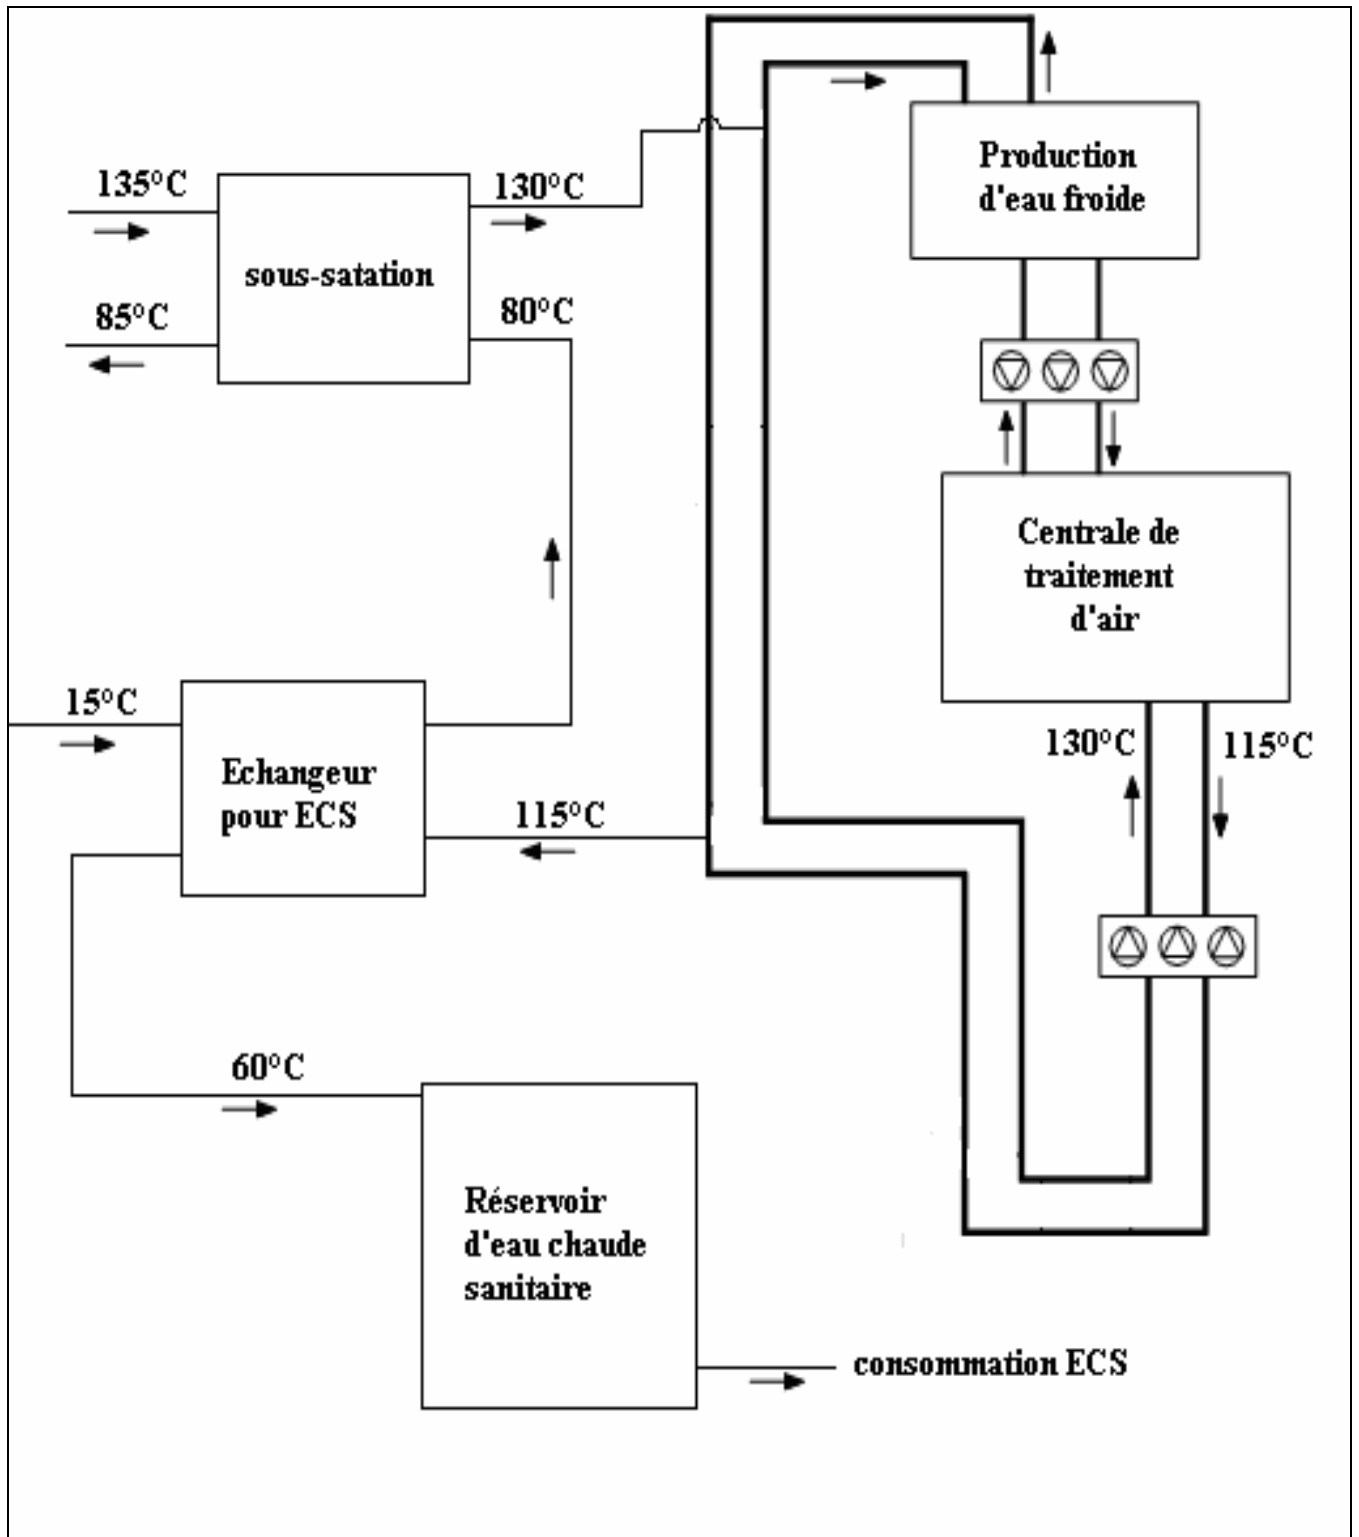 Production
d'eau froide
135°C
130°C
sous-satation
85°C
80°C
Centrale de
traitement
d'air
15°C
130°C
115°C
Echangeur
pour ECS
115°C
60°C
Réservoir
d'eau chaude
sanitaire
consommation ECS